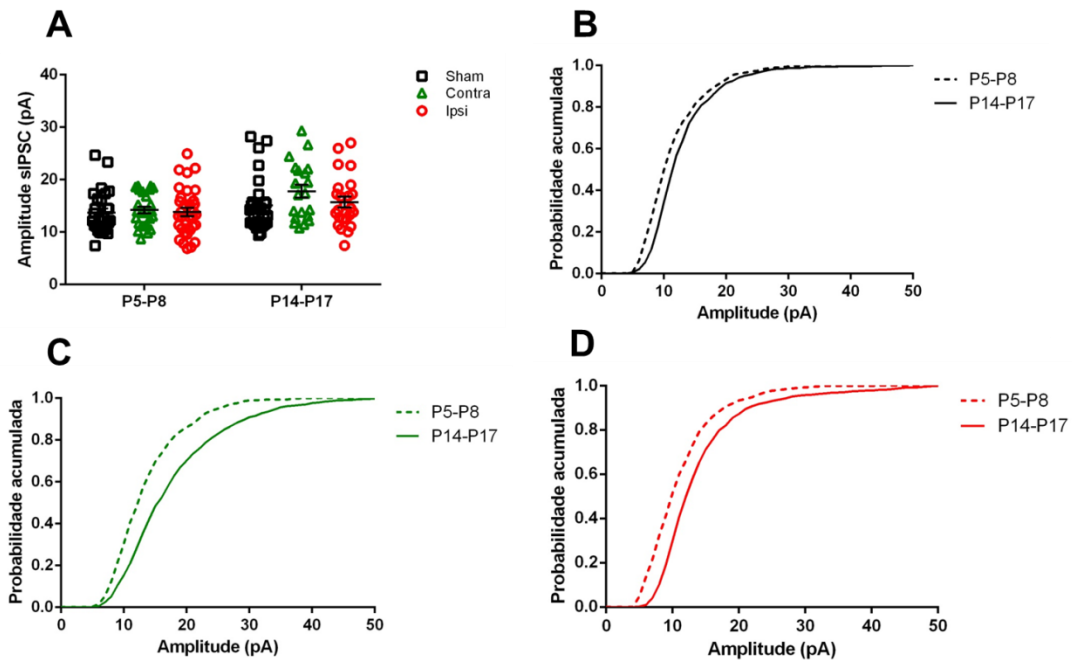 A
Amplitude sIPSC (pA)
40
30
20
10
0
P5-P8
P14-P17
Sham
Contra
Ipsi
B
Probabilidade acumulada
1.0
0.8
0.6
0.4
0.2
0.0
0
10
20
30
40
50
Amplitude (pA)
P5-P8
P14-P17
C
Probabilidade acumulada
1.0
0.8
0.6
0.4
0.2
0.0
0
10
20
30
40
50
Amplitude (pA)
P5-P8
P14-P17
D
Probabilidade acumulada
1.0
0.8
0.6
0.4
0.2
0.0
0
10
20
30
40
50
Amplitude (pA)
P5-P8
P14-P17